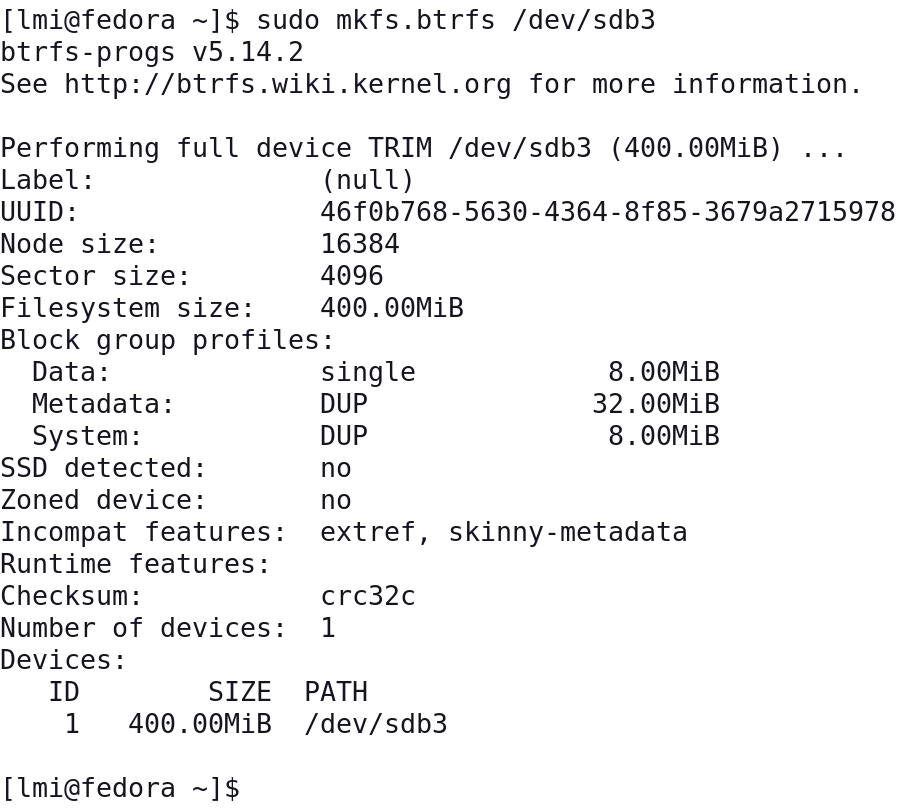 [lmi@fedora ~]$ sudo mkfs.btrfs /dev/sdb3
btrfs-progs v5.14.2
See http://btrfs.wiki.kernel.org for more information.

Performing full device TRIM /dev/sdb3 (400.00MiB) ...
Label:              (null)
UUID:               46f0b768-5630-4364-8f85-3679a2715978
Node size:          16384
Sector size:        4096
Filesystem size:    400.00MiB
Block group profiles:
  Data:             single            8.00MiB
  Metadata:         DUP              32.00MiB
  System:           DUP               8.00MiB
SSD detected:       no
Zoned device:       no
Incompat features:  extref, skinny-metadata
Runtime features:
Checksum:           crc32c
Number of devices:  1
Devices:
   ID        SIZE  PATH
    1   400.00MiB  /dev/sdb3

[lmi@fedora ~]$